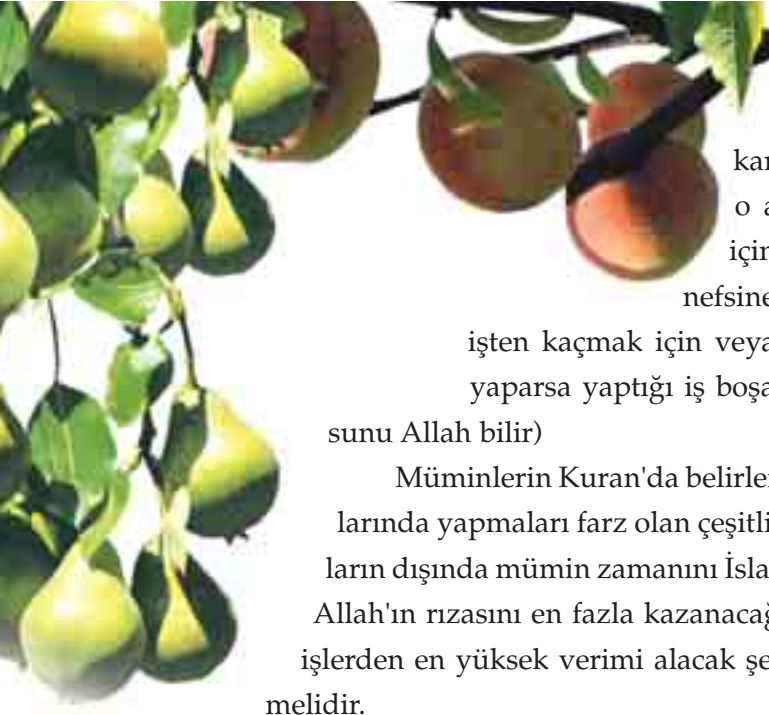 kar
o a
için
nefsine
işten kaçmak için veya
yaparsa yaptığı iş boşa
sunu Allah bilir)
Müminlerin Kuran'da belirler
larında yapmaları farz olan çeşitli
ların dışında mümin zamanını İsla
Allah'ın rızasını en fazla kazanacağ
işlerden en yüksek verimi alacak şe
melidir.